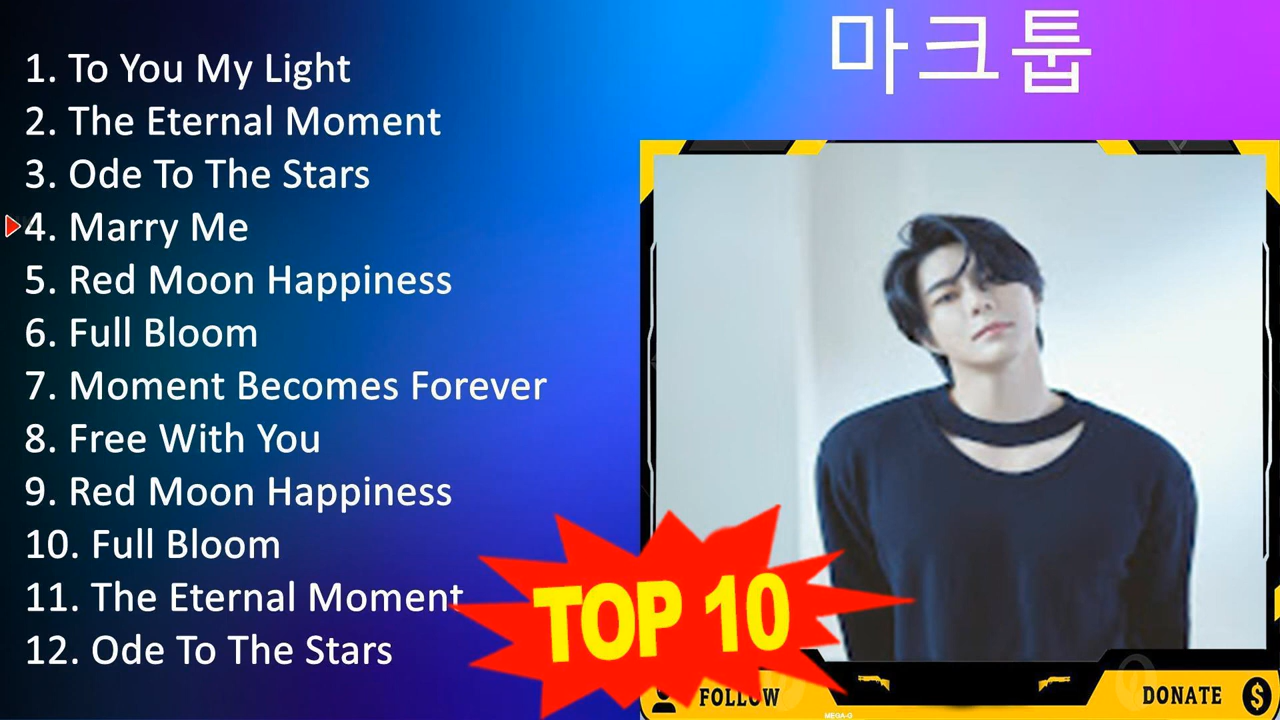 마크툽
1. To You My Light
2. The Eternal Moment
3. Ode To The Stars
4. Marry Me
5. Red Moon Happiness
6. Full Bloom
7. Moment Becomes Forever
8. Free With You
9. Red Moon Happiness
10. Full Bloom
11. The Eternal Moment
12. Ode To The Stars
TOP 10
FOLLOW
DONATE
$
MEGA-G